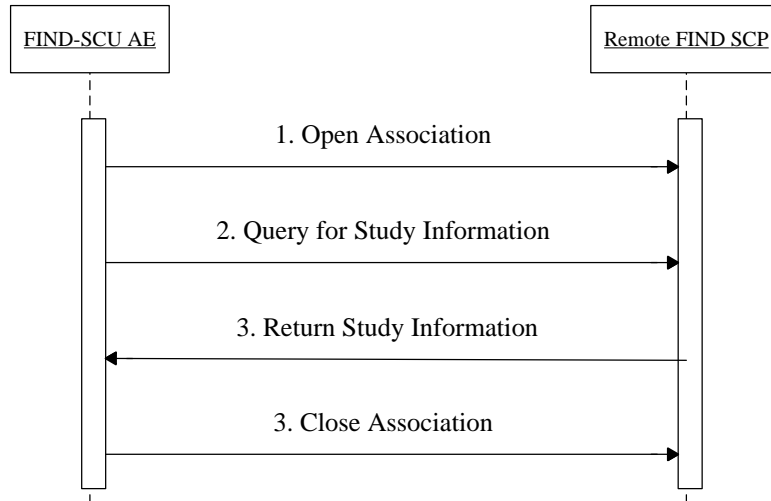 FIND-SCU AE
Remote FIND SCP
1. Open Association
2. Query for Study Information
3. Return Study Information
3. Close Association